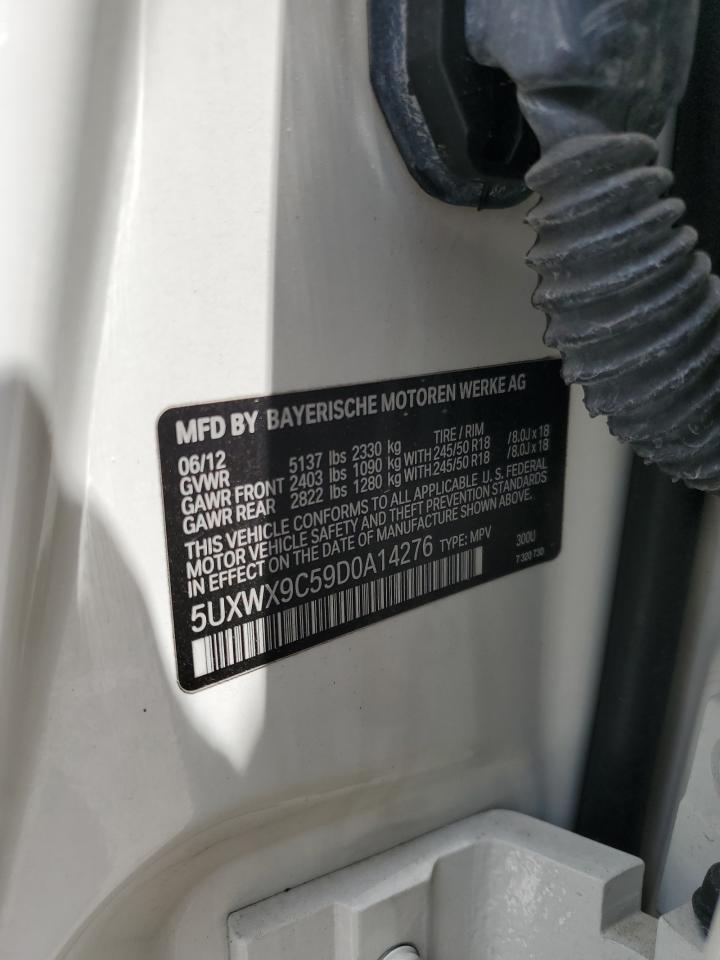 MFD BY BAYERISCHE MOTOREN WERKE AG
06/12 TIRE / RIM
GVWR 5137 lbs 2330 kg
GAWR FRONT 2403 lbs 1090 kg WITH 245/50 R18 /8.0J x 18
GAWR REAR 2822 lbs 1280 kg WITH 245/50 R18 /8.0J x 18
THIS VEHICLE CONFORMS TO ALL APPLICABLE U.S. FEDERAL
MOTOR VEHICLE SAFETY AND THEFT PREVENTION STANDARDS
IN EFFECT ON THE DATE OF MANUFACTURE SHOWN ABOVE.
5UXWX9C59D0A14276 TYPE: MPV 300U
T 320 730